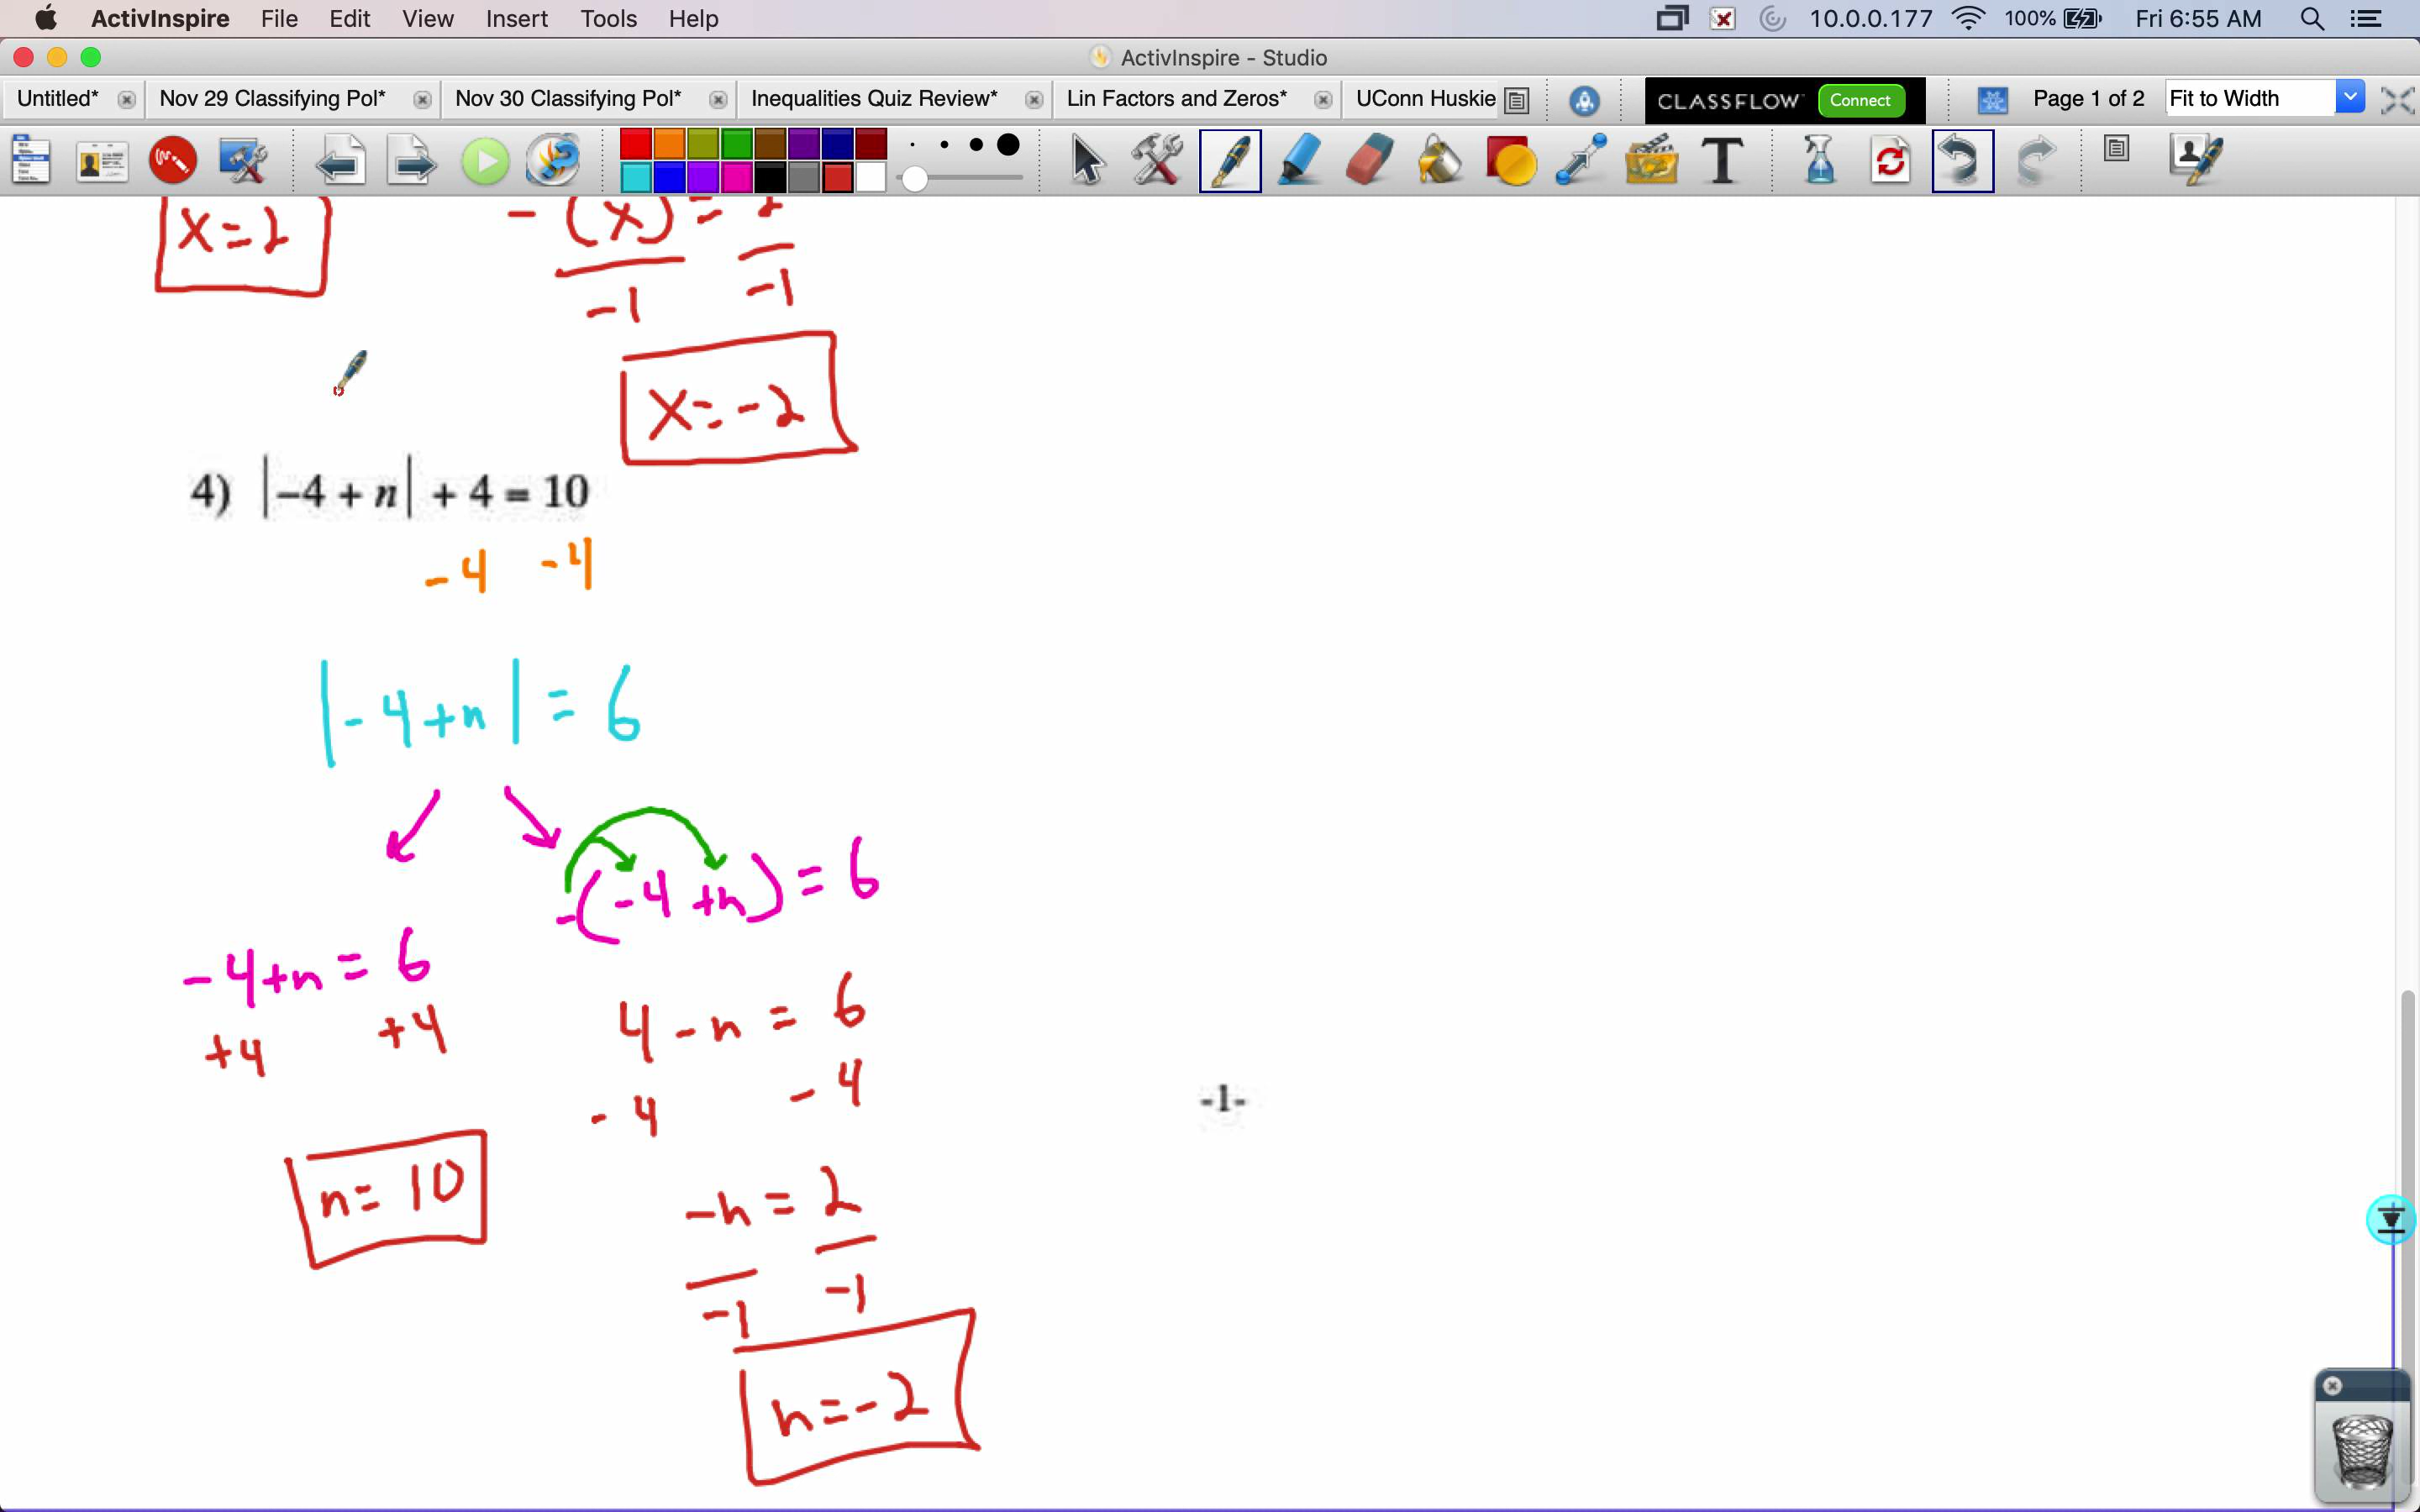 ActivInspire File Edit View Insert Tools Help 10.0.0.177 100% Fri 6:55 AM
ActivInspire - Studio
Untitled* Nov 29 Classifying Pol* Nov 30 Classifying Pol* Inequalities Quiz Review* Lin Factors and Zeros* UConn Huskie CLASSFLOW Connect Page 1 of 2 Fit to Width
T
x=2 -(x) = 2
-1 -1
x=-2
4) |-4 + n| + 4 = 10
-4 -4
|-4+n| = 6
-(-4+n) = 6
-4+n = 6
+4 +4
4-n = 6
-4 -4
-1-
n= 10
-n = 2
-1 -1
n=-2